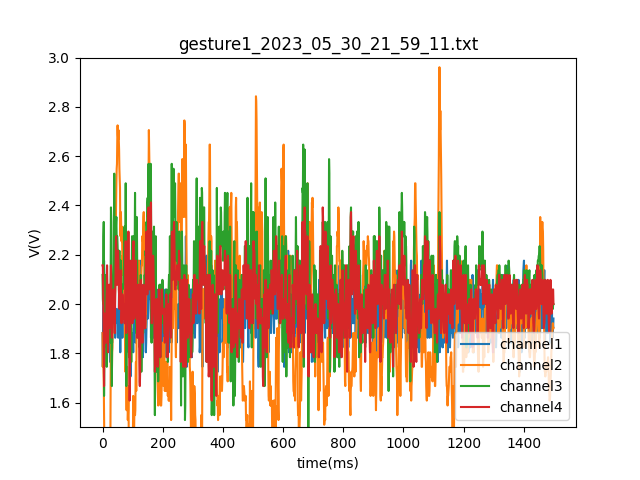 gesture1_2023_05_30_21_59_11.txt
3.0
2.8
2.6
2.4
2.2
2.0
1.8
1.6
V(V)
channel1
channel2
channel3
channel4
0 200 400 600 800 1000 1200 1400
time(ms)